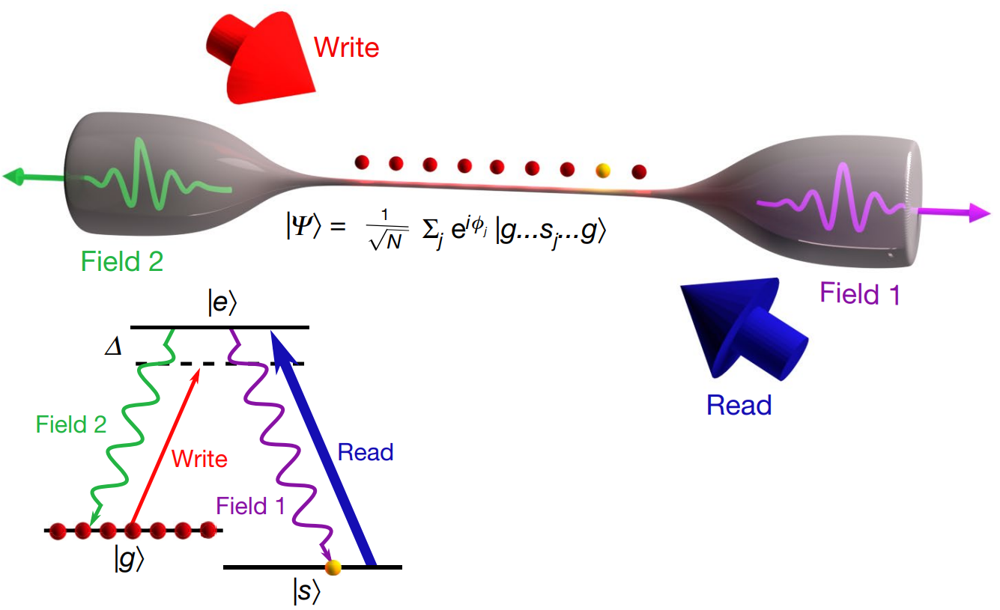 Write
|Ψ⟩ = 1/√N Σj e^iϕj |g...sj...g⟩
Field 2
Field 1
Read
|e⟩
Δ
Field 2
Write
Read
Field 1
|g⟩
|s⟩